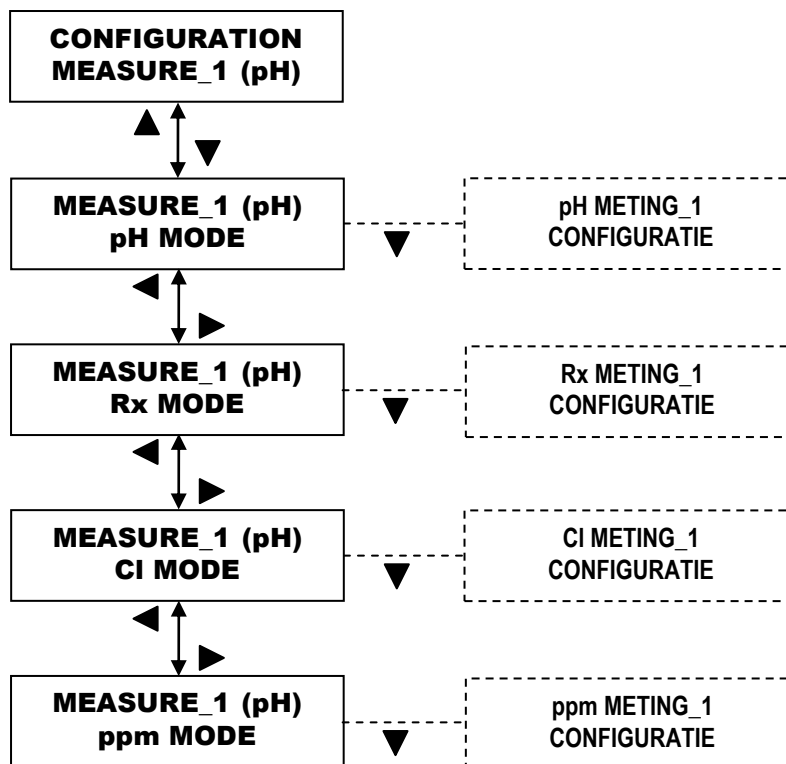 CONFIGURATION
MEASURE_1 (pH)
MEASURE_1 (pH)
pH MODE
pH METING_1
CONFIGURATIE
MEASURE_1 (pH)
Rx MODE
Rx METING_1
CONFIGURATIE
MEASURE_1 (pH)
Cl MODE
Cl METING_1
CONFIGURATIE
MEASURE_1 (pH)
ppm MODE
ppm METING_1
CONFIGURATIE